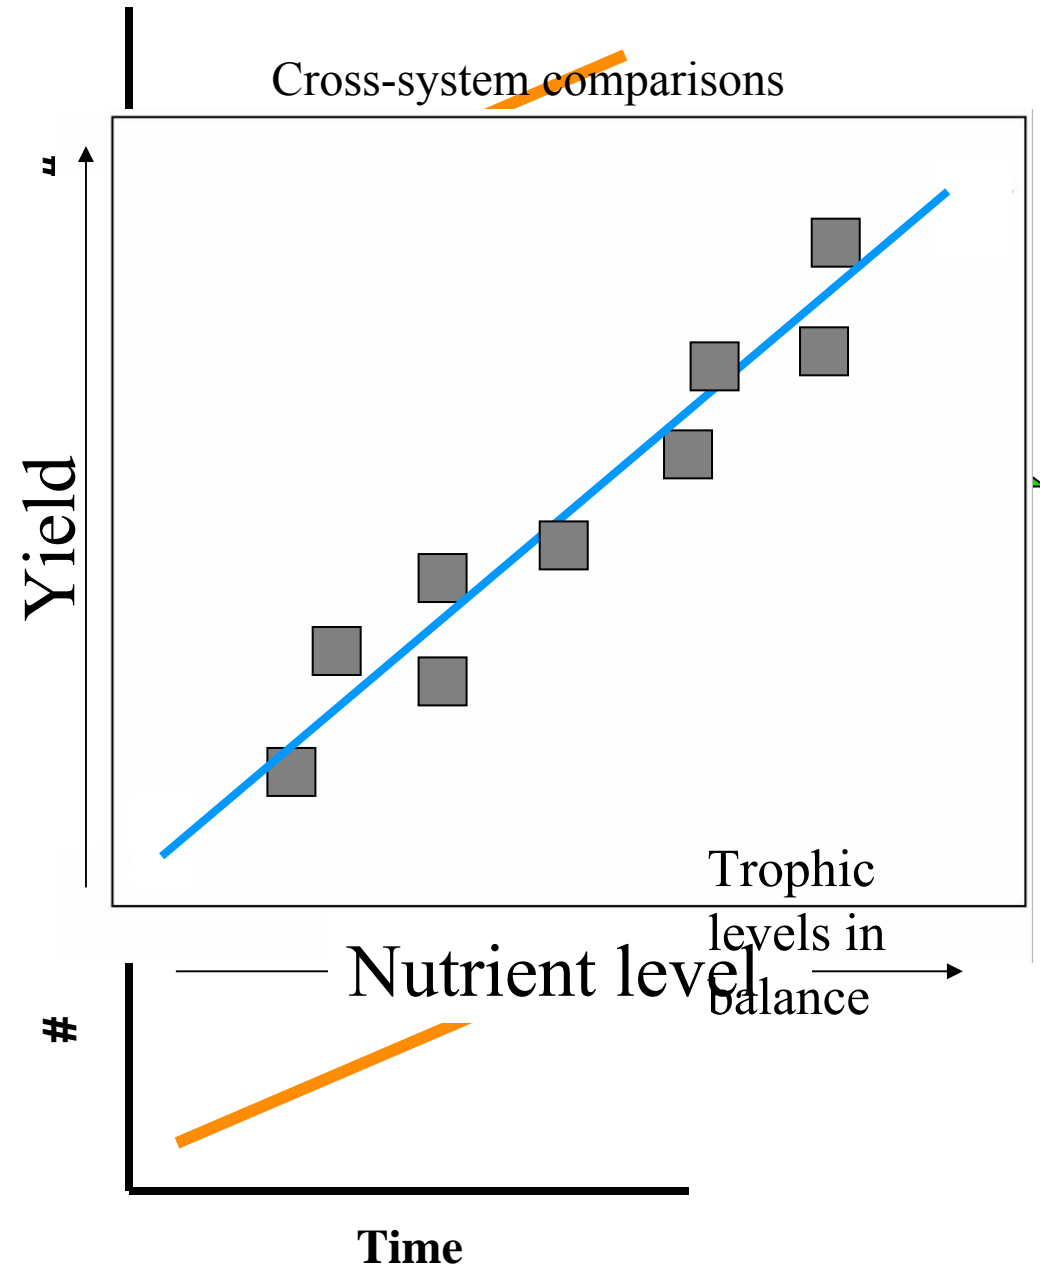 Cross-system comparisons
Yield
Trophic
levels in
balance
Nutrient level
#
Time